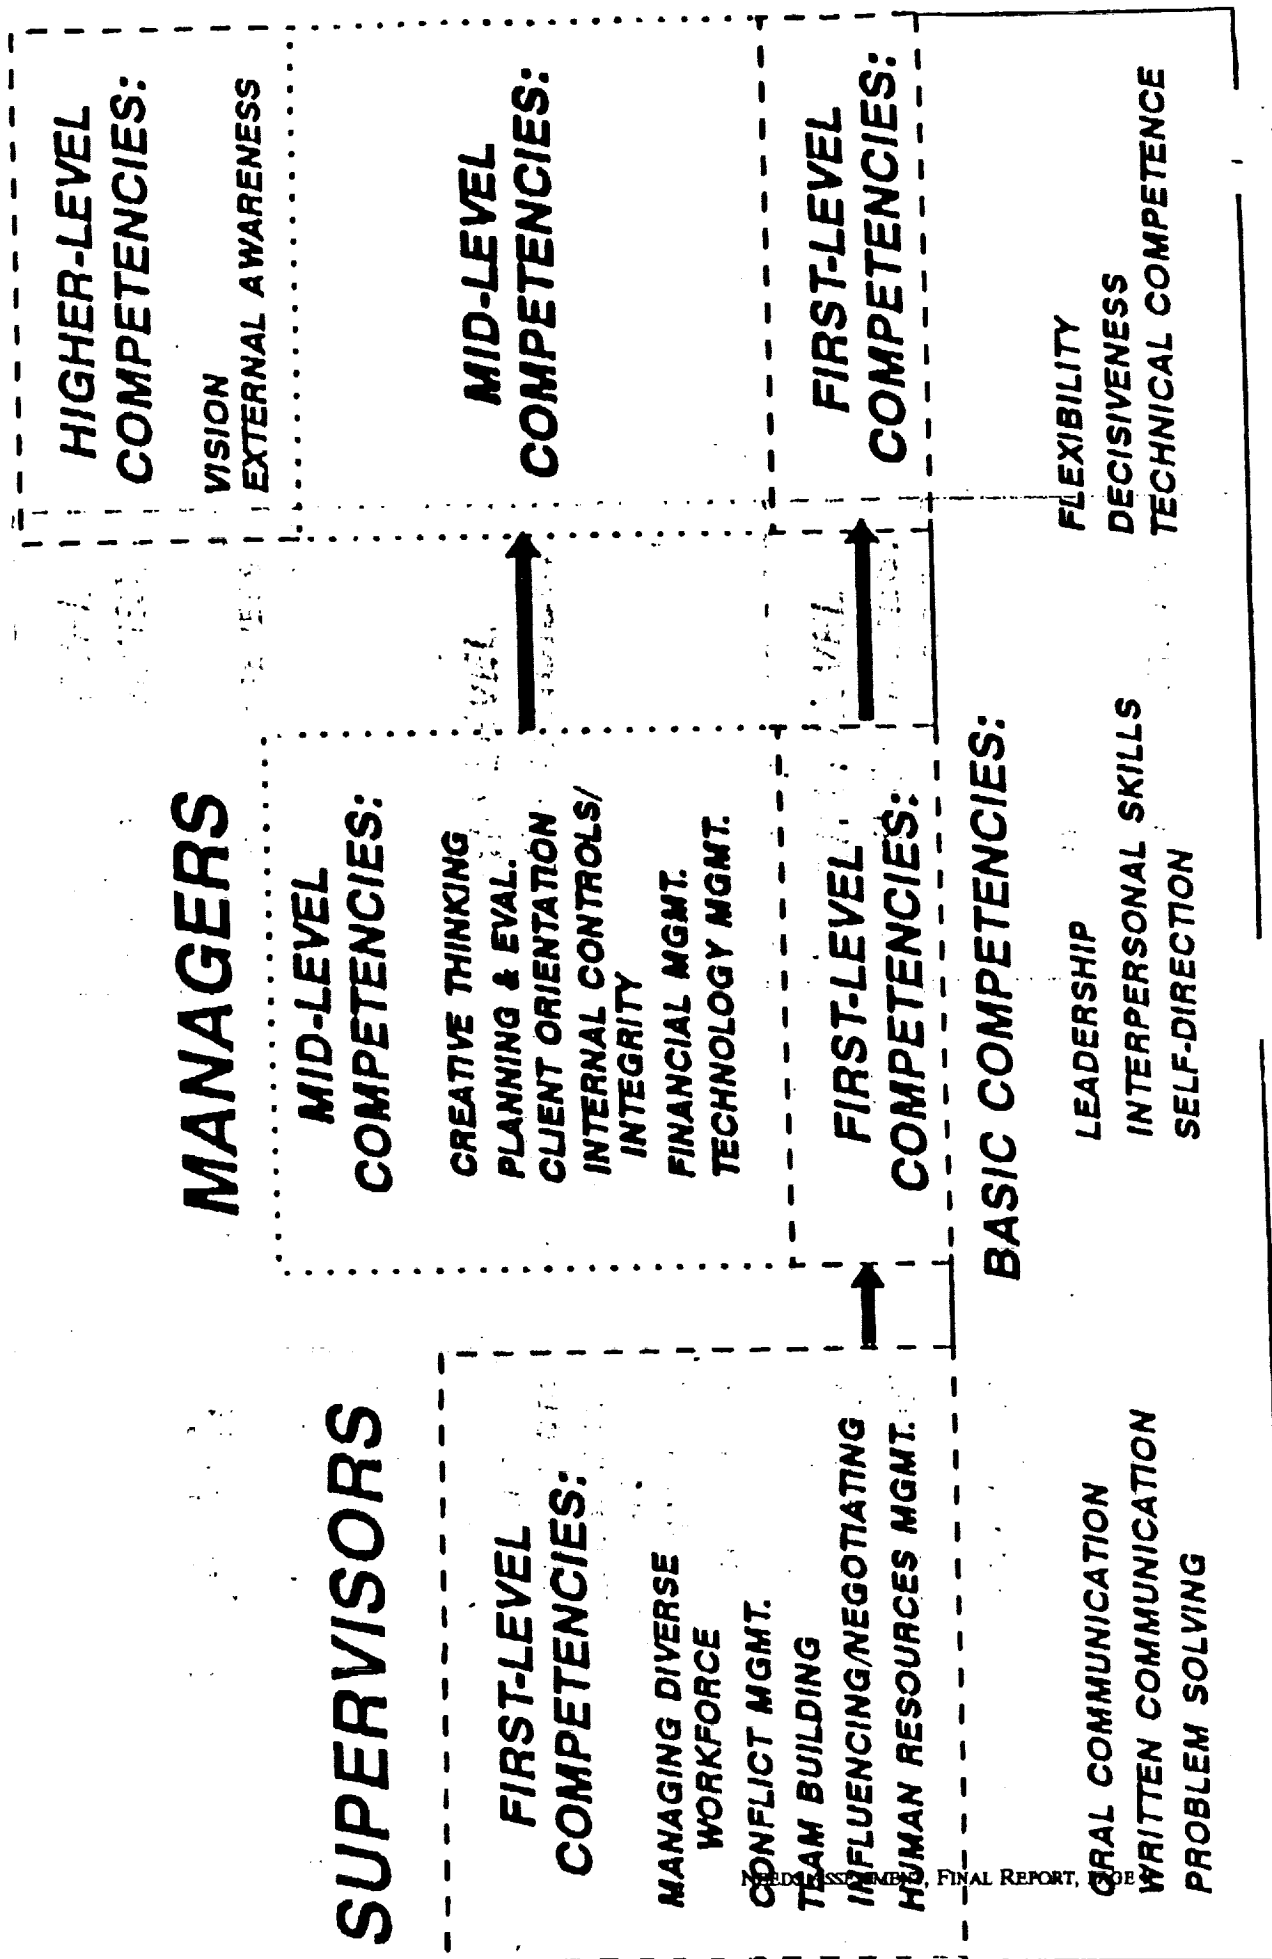 SUPERVISORS
FIRST-LEVEL
COMPETENCIES:
MANAGING DIVERSE
WORKFORCE
CONFLICT MGMT.
TEAM BUILDING
INFLUENCING/NEGOTIATING
HUMAN RESOURCES MGMT.
MANAGERS
MID-LEVEL
COMPETENCIES:
CREATIVE THINKING
PLANNING & EVAL.
CLIENT ORIENTATION
INTERNAL CONTROLS/
INTEGRITY
FINANCIAL MGMT.
TECHNOLOGY MGMT.
FIRST-LEVEL
COMPETENCIES:
HIGHER-LEVEL
COMPETENCIES:
VISION
EXTERNAL AWARENESS
MID-LEVEL
COMPETENCIES:
FIRST-LEVEL
COMPETENCIES:
BASIC COMPETENCIES:
ORAL COMMUNICATION
WRITTEN COMMUNICATION
PROBLEM SOLVING
LEADERSHIP
INTERPERSONAL SKILLS
SELF-DIRECTION
FLEXIBILITY
DECISIVENESS
TECHNICAL COMPETENCE
NEEDS ASSESSMENT, FINAL REPORT, PAGE